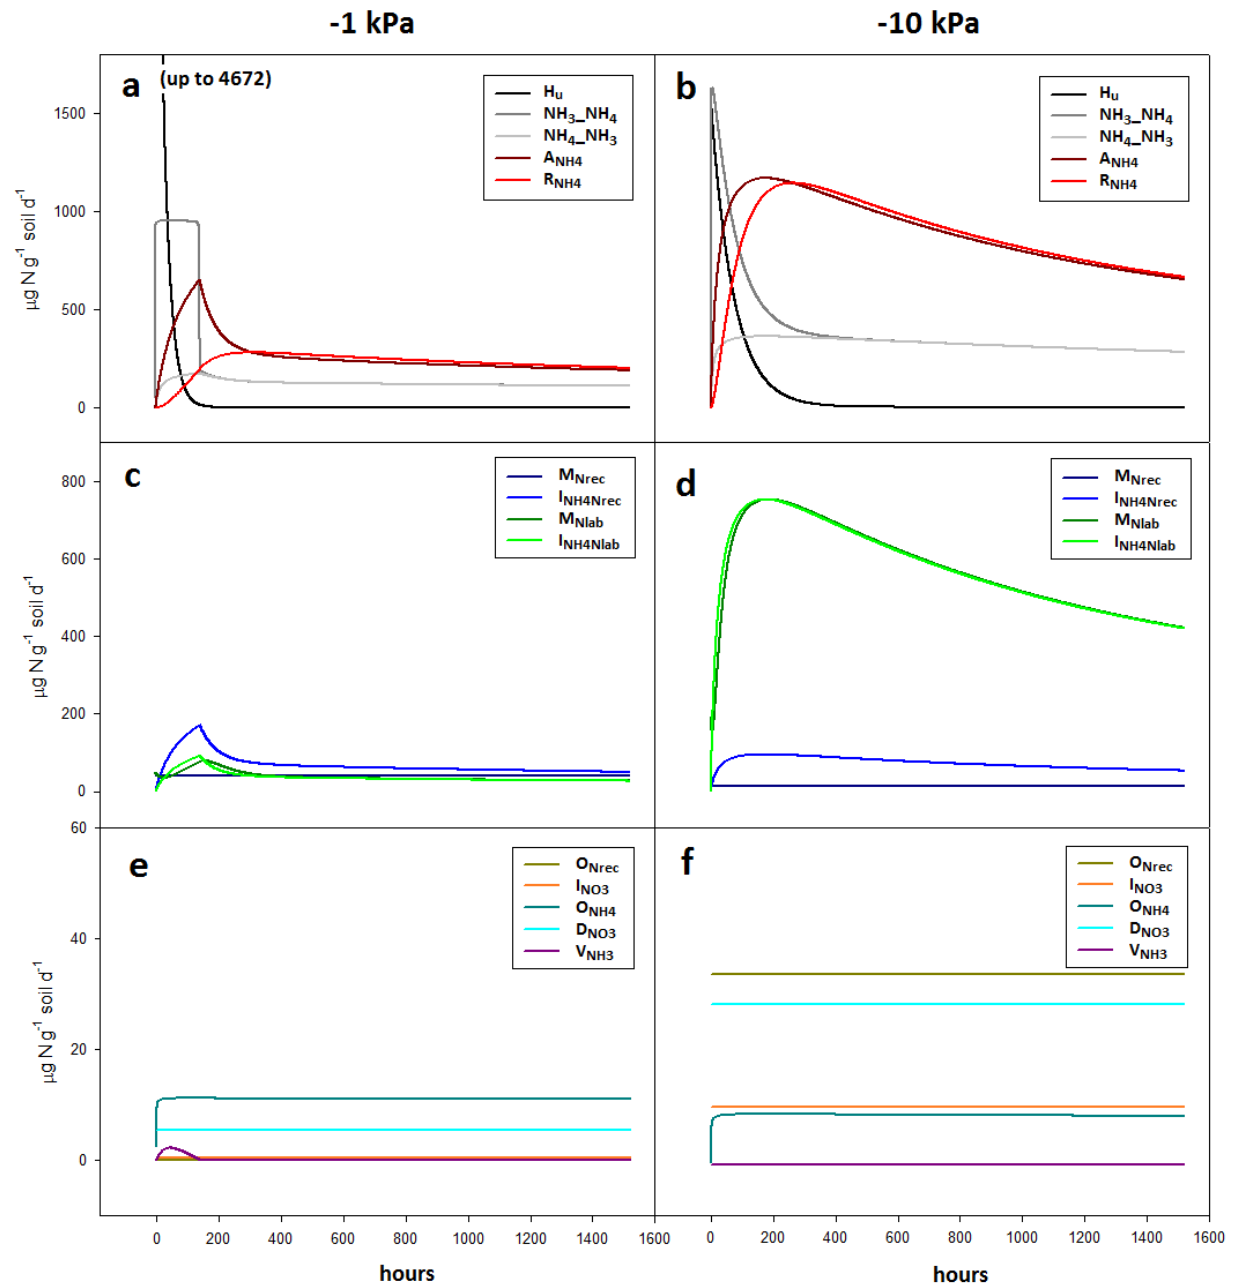 -1 kPa
-10 kPa
a
(up to 4672)
Hu
NH3_NH4
NH4_NH3
ANH4
RNH4
b
Hu
NH3_NH4
NH4_NH3
ANH4
RNH4
1500
1000
500
0
µg N g-1 soil d-1
c
MNrec
INH4Nrec
MNlab
INH4Nlab
d
MNrec
INH4Nrec
MNlab
INH4Nlab
800
600
400
200
0
µg N g-1 soil d-1
e
ONrec
INO3
ONH4
DNO3
VNH3
f
ONrec
INO3
ONH4
DNO3
VNH3
60
40
20
0
µg N g-1 soil d-1
0 200 400 600 800 1000 1200 1400 1600
0 200 400 600 800 1000 1200 1400 1600
hours
hours